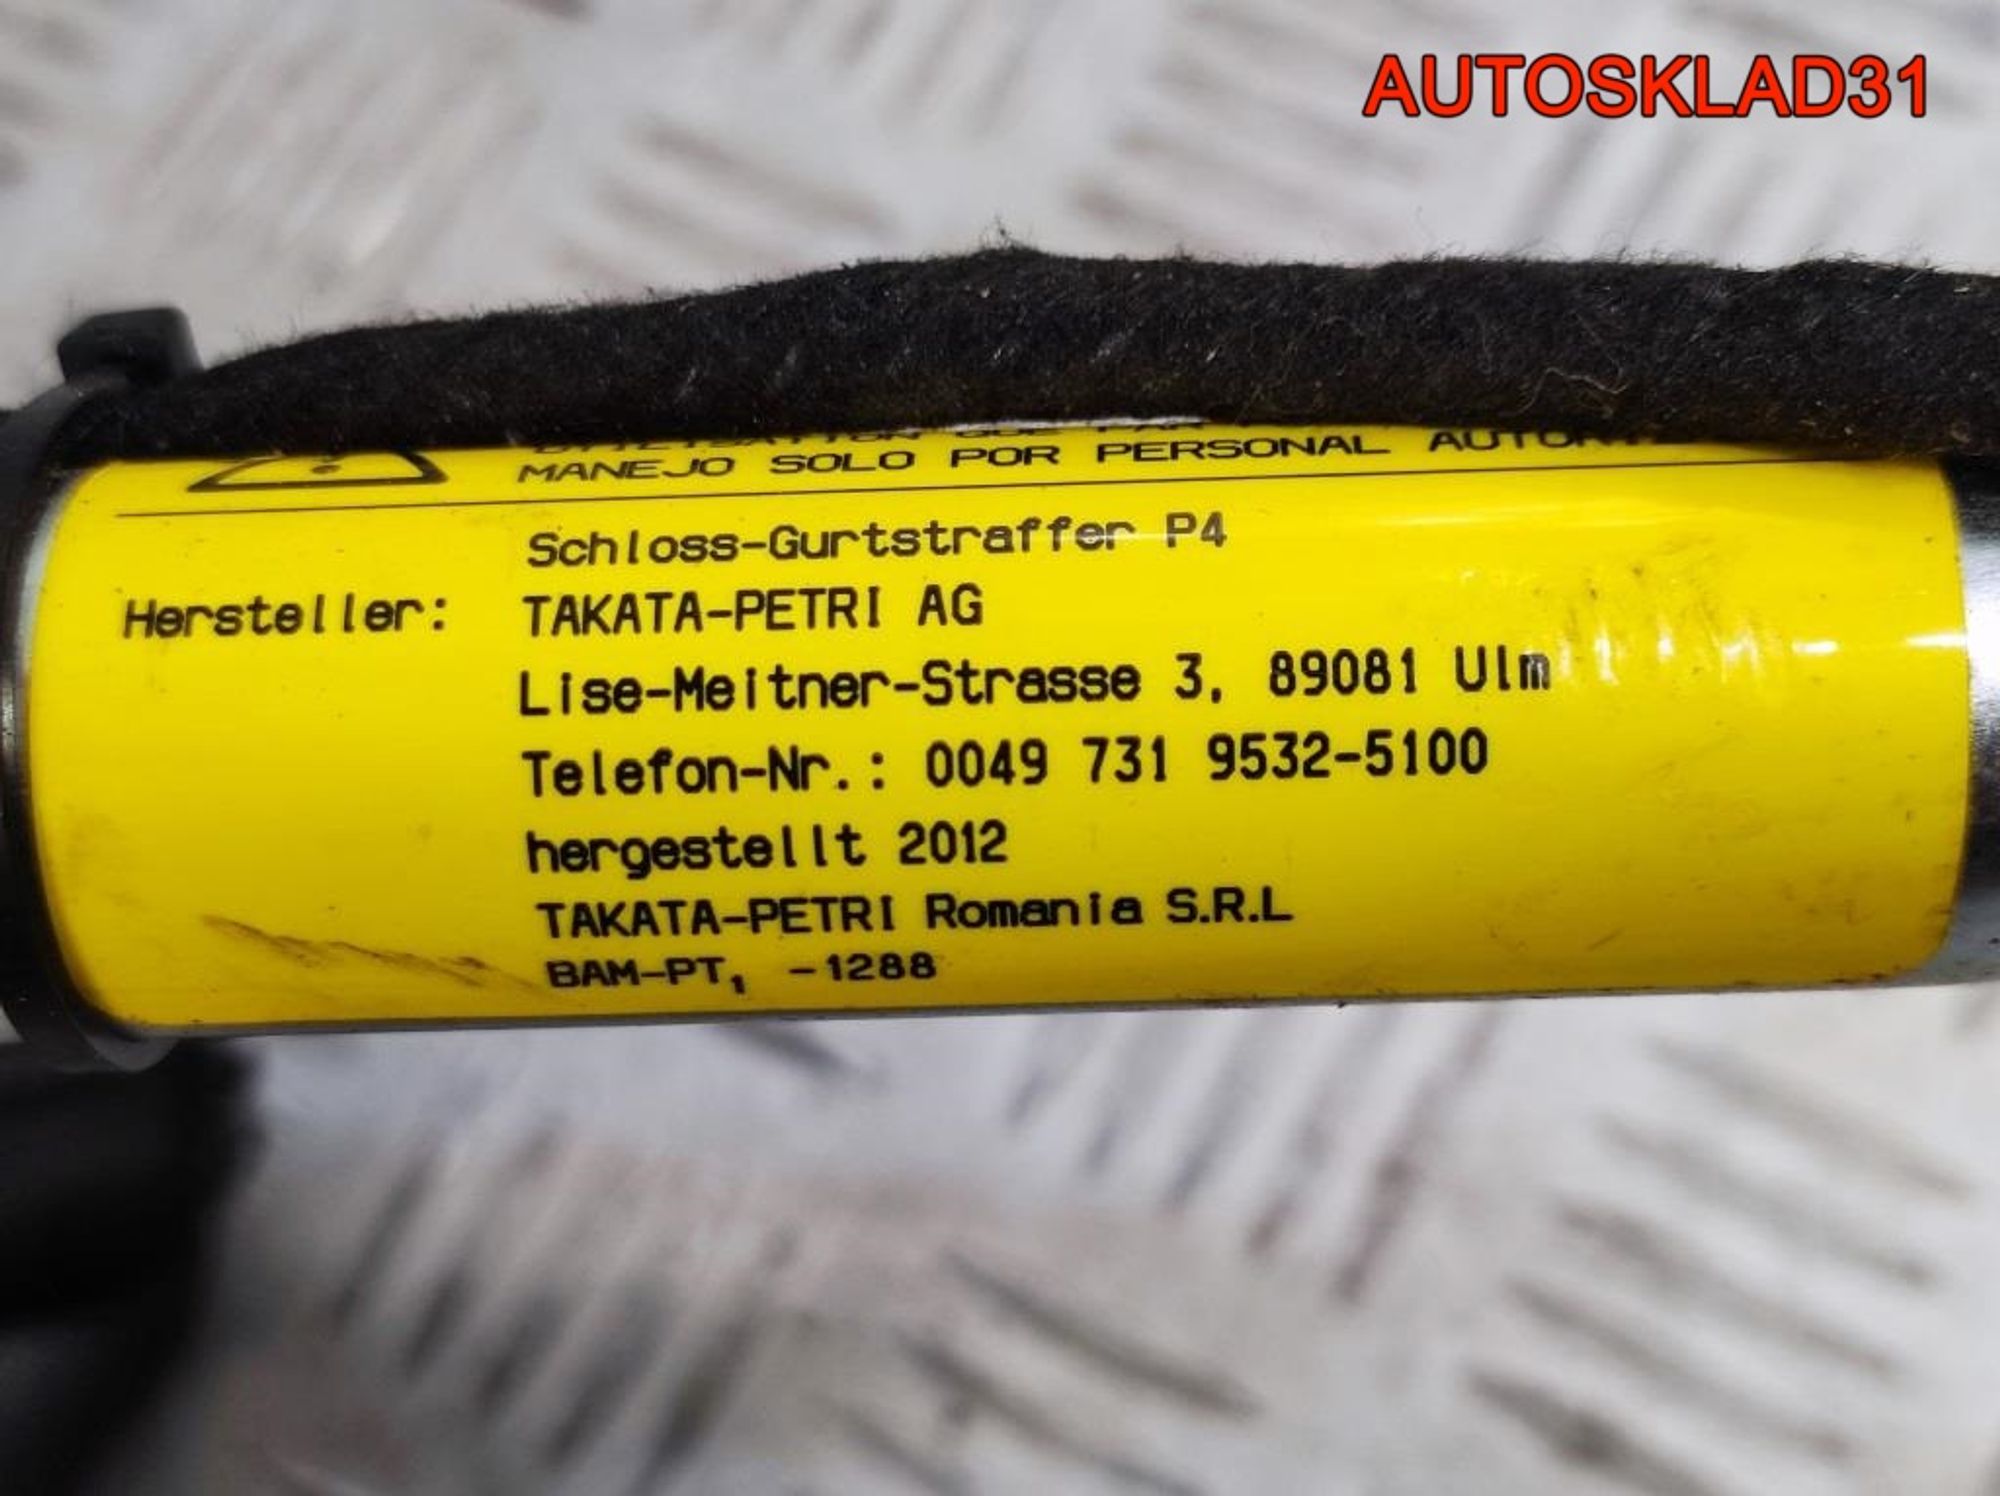 AUTOSKLAD31
MANEJO SOLO POR PERSONAL
Schloss-Gurtstraffer P4
Hersteller: TAKATA-PETRI AG
Lise-Meitner-Strasse 3, 89081 Ulm
Telefon-Nr.: 0049 731 9532-5100
hergestellt 2012
TAKATA-PETRI Romania S.R.L
BAM-PT₁ -1288